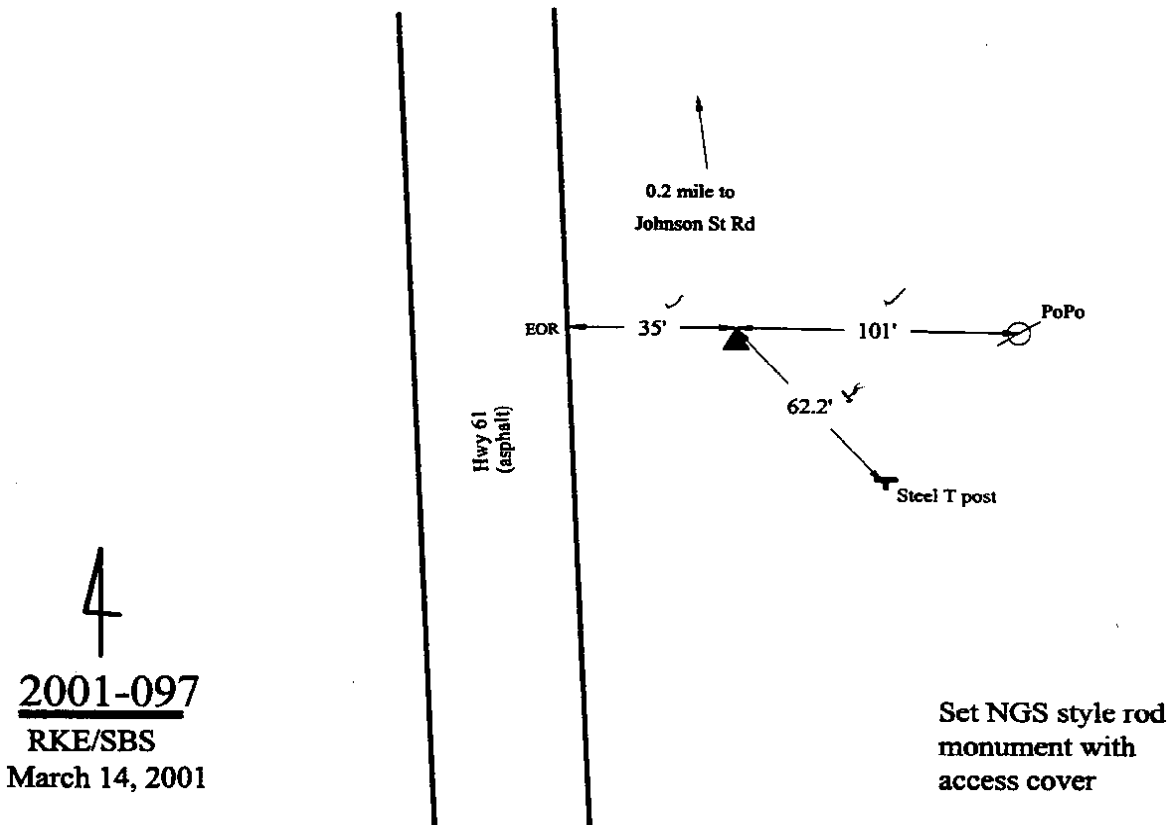 0.2 mile to
Johnson St Rd
EOR
35'
101'
PoPo
62.2'
Hwy 61
(asphalt)
Steel T post
2001-097
RKE/SBS
March 14, 2001
Set NGS style rod
monument with
access cover